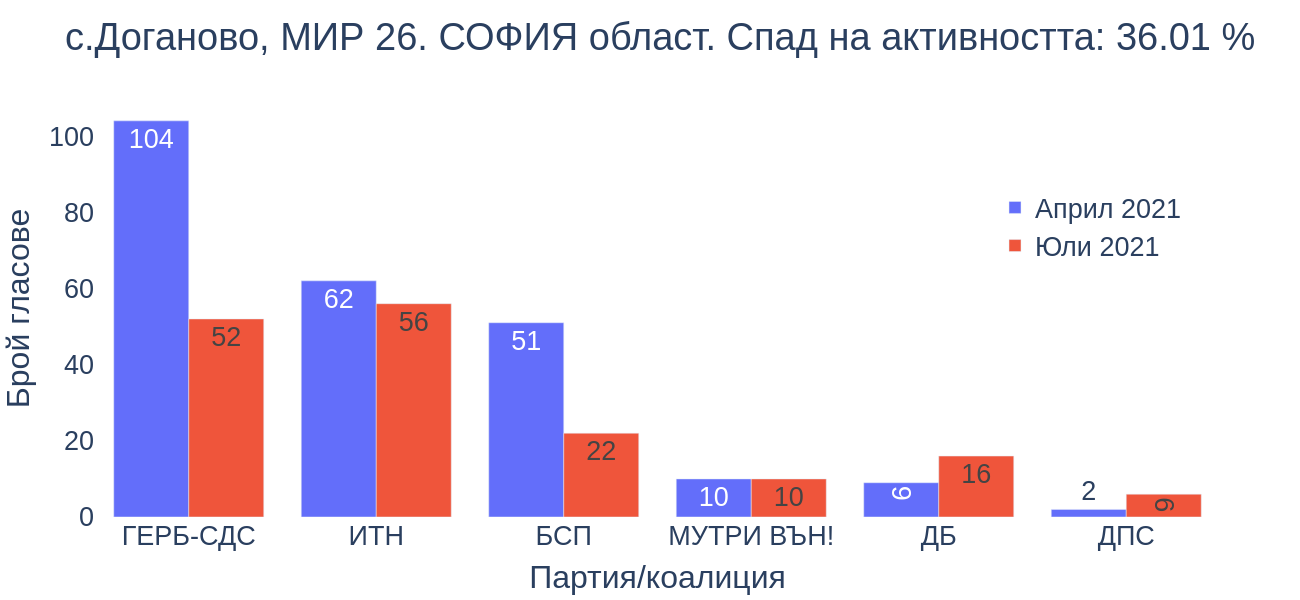 с.Доганово, МИР 26. СОФИЯ област. Спад на активността: 36.01 %
Брой гласове
100
80
60
40
20
0
104
52
62
56
51
22
10
10
9
16
2
6
Април 2021
Юли 2021
ГЕРБ-СДС
ИТН
БСП
МУТРИ ВЪН!
ДБ
ДПС
Партия/коалиция